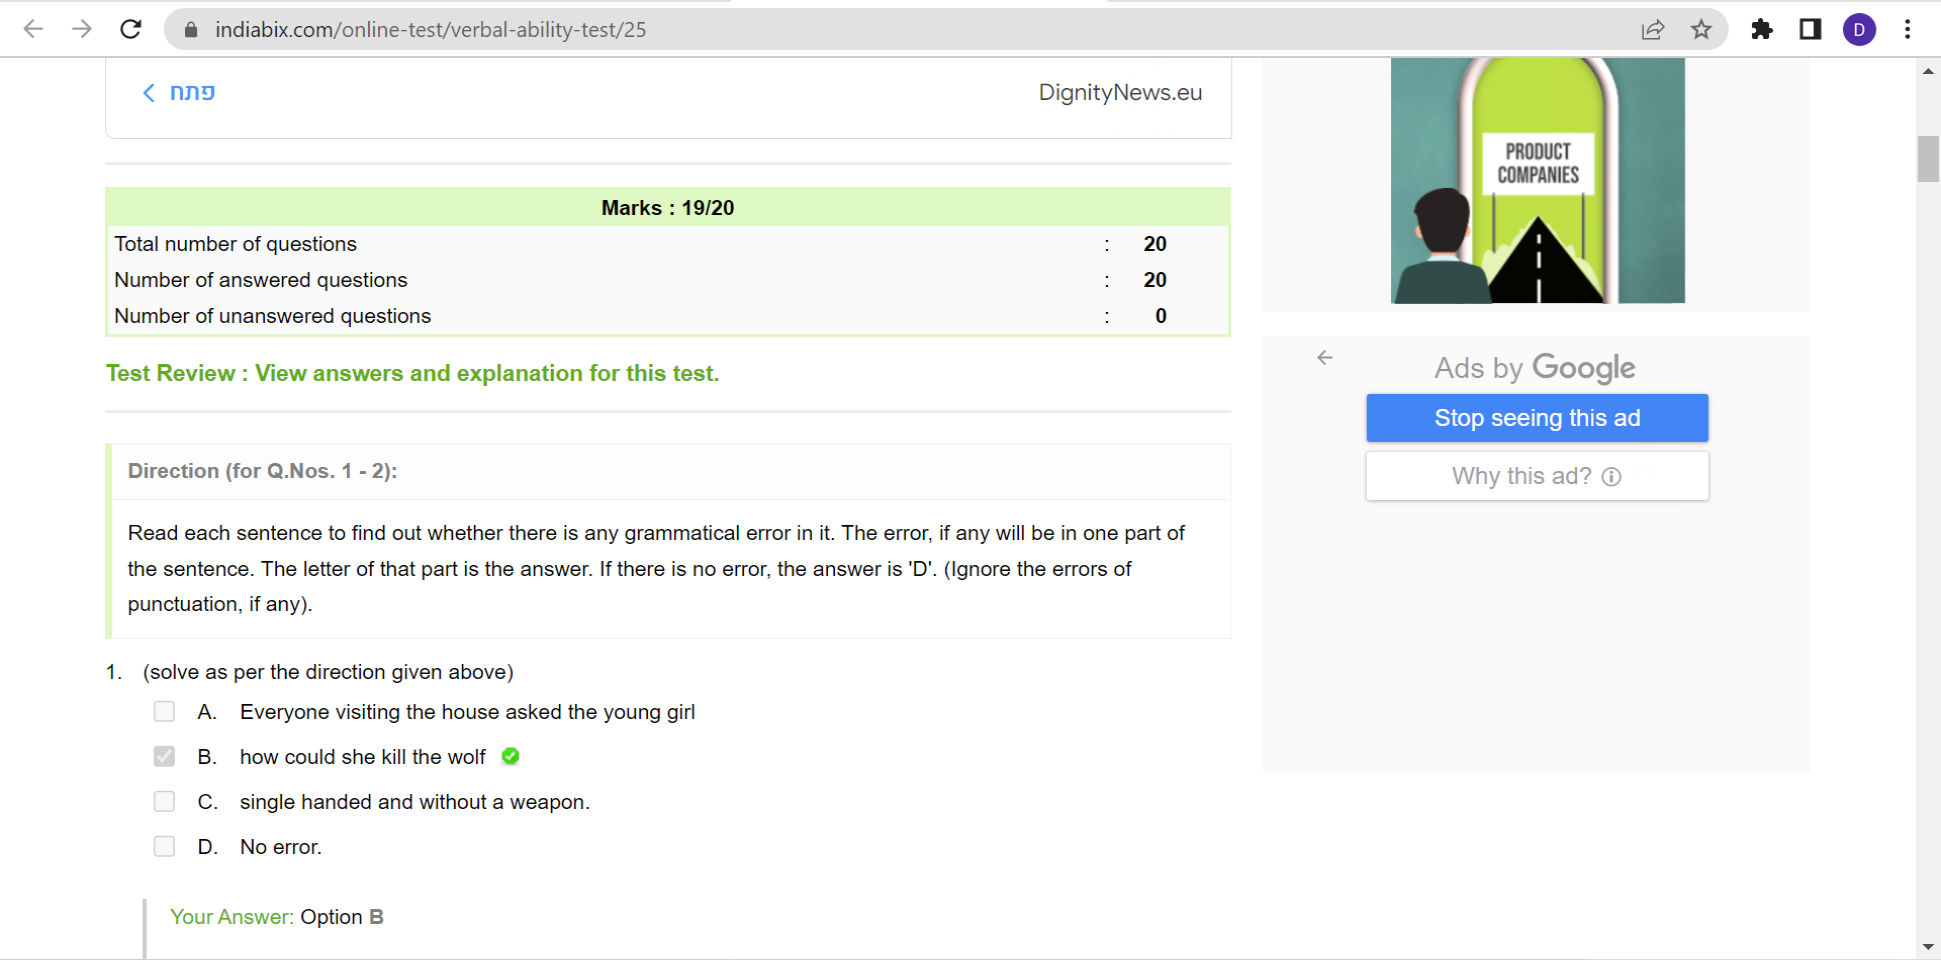 indiabix.com/online-test/verbal-ability-test/25
D
פתח
DignityNews.eu
Marks : 19/20
Total number of questions : 20
Number of answered questions : 20
Number of unanswered questions : 0
Test Review : View answers and explanation for this test.
Direction (for Q.Nos. 1 - 2):
Read each sentence to find out whether there is any grammatical error in it. The error, if any will be in one part of
the sentence. The letter of that part is the answer. If there is no error, the answer is 'D'. (Ignore the errors of
punctuation, if any).
1. (solve as per the direction given above)
A. Everyone visiting the house asked the young girl
B. how could she kill the wolf
C. single handed and without a weapon.
D. No error.
Your Answer: Option B
PRODUCT
COMPANIES
Ads by Google
Stop seeing this ad
Why this ad?